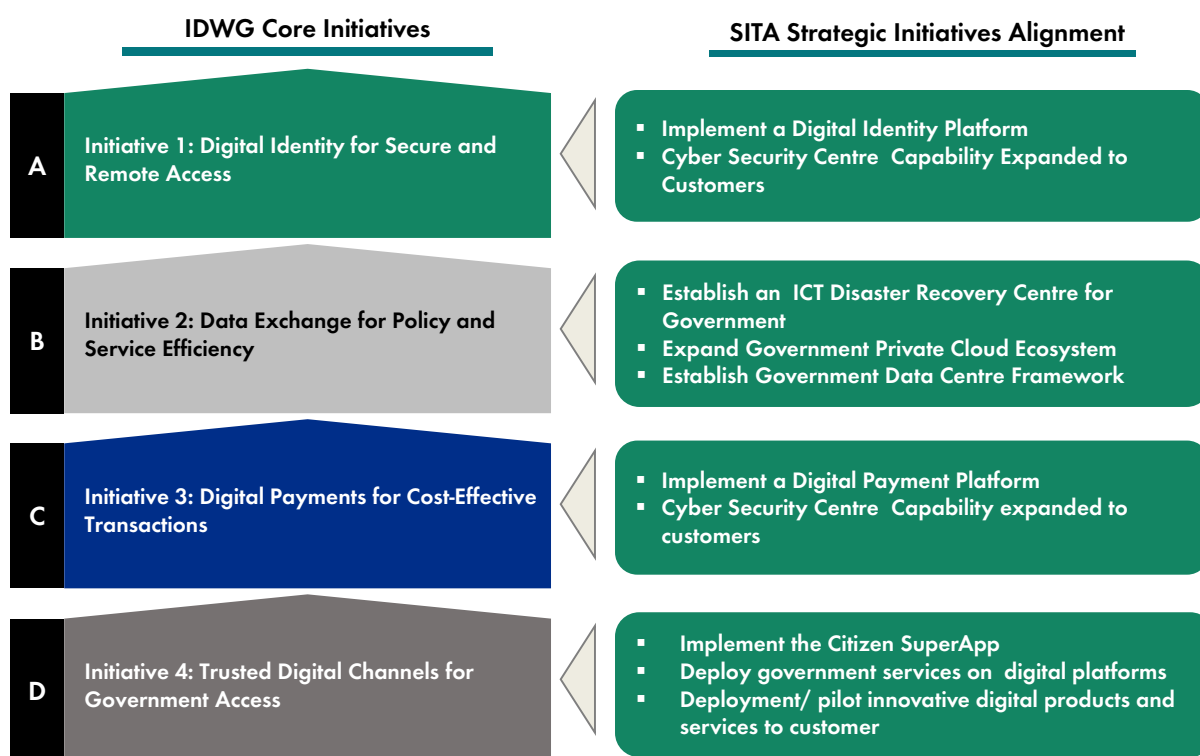 IDWG Core Initiatives
SITA Strategic Initiatives Alignment
A
Initiative 1: Digital Identity for Secure and
Remote Access
▪ Implement a Digital Identity Platform
▪ Cyber Security Centre  Capability Expanded to
Customers
B
Initiative 2: Data Exchange for Policy and
Service Efficiency
▪ Establish an  ICT Disaster Recovery Centre for
Government
▪ Expand Government Private Cloud Ecosystem
▪ Establish Government Data Centre Framework
C
Initiative 3: Digital Payments for Cost-Effective
Transactions
▪ Implement a Digital Payment Platform
▪ Cyber Security Centre  Capability expanded to
customers
D
Initiative 4: Trusted Digital Channels for
Government Access
▪ Implement the Citizen SuperApp
▪ Deploy government services on  digital platforms
▪ Deployment/ pilot innovative digital products and
services to customer